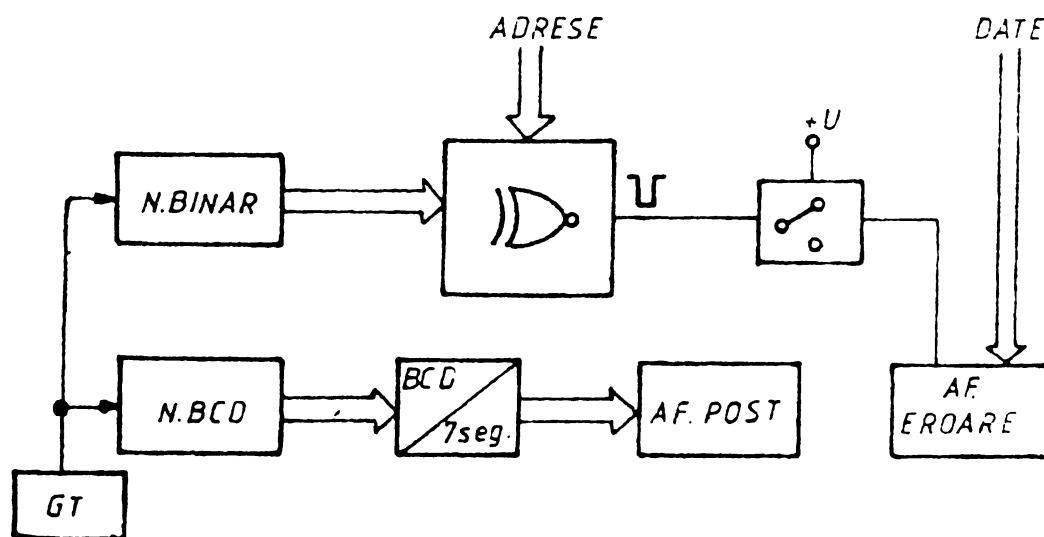 ADRESE
DATE
+U
N.BINAR
N.BCD
BCD
7seg.
AF. POST
AF.
EROARE
GT